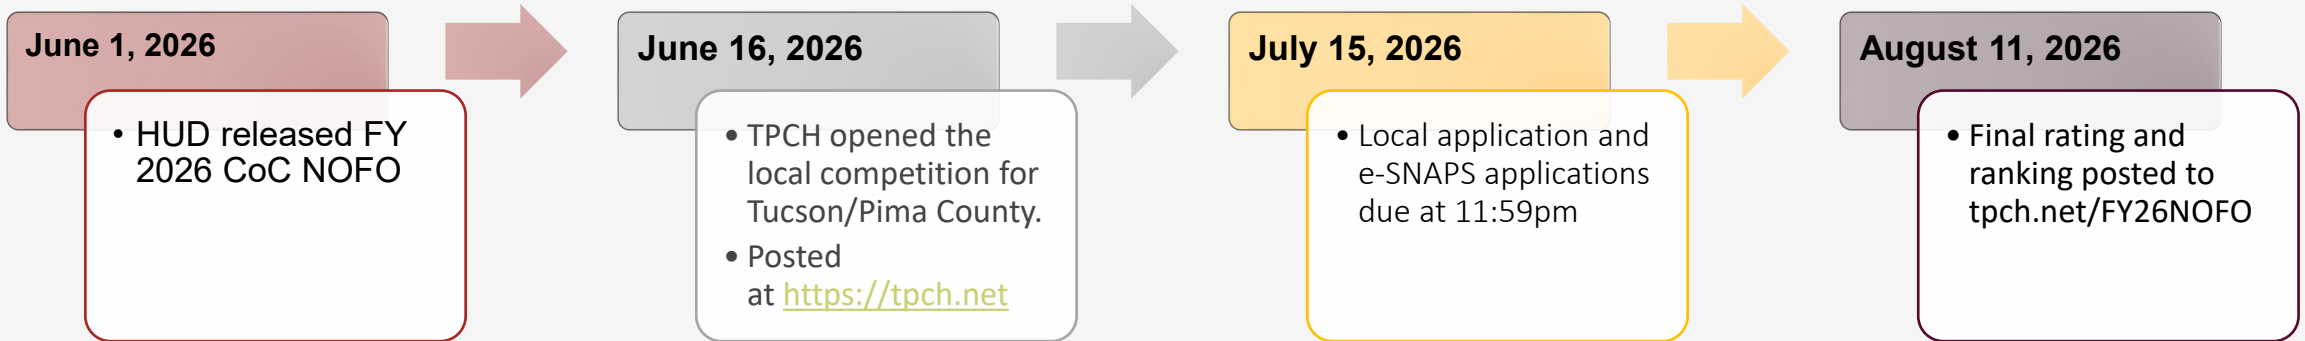 June 1, 2026
• HUD released FY
2026 CoC NOFO
June 16, 2026
• TPCH opened the
local competition for
Tucson/Pima County.
• Posted
at https://tpch.net
July 15, 2026
• Local application and
e-SNAPS applications
due at 11:59pm
August 11, 2026
• Final rating and
ranking posted to
tpch.net/FY26NOFO